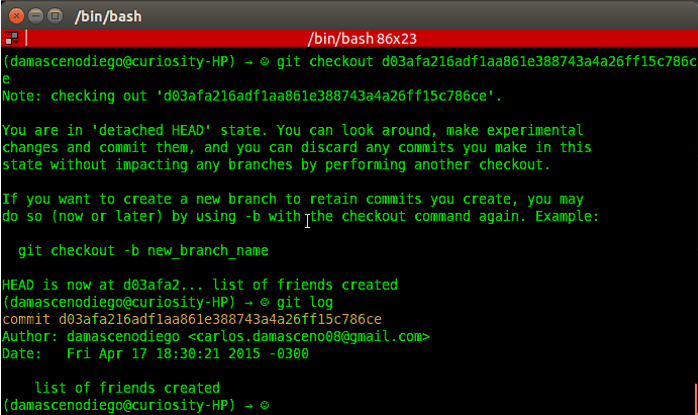 /bin/bash
/bin/bash 86x23
(damascenodiego@curiosity-HP) → ☺ git checkout d03afa216adf1aa861e388743a4a26ff15c786c
e
Note: checking out 'd03afa216adf1aa861e388743a4a26ff15c786ce'.
You are in 'detached HEAD' state. You can look around, make experimental
changes and commit them, and you can discard any commits you make in this
state without impacting any branches by performing another checkout.
If you want to create a new branch to retain commits you create, you may
do so (now or later) by using -b with the checkout command again. Example:
git checkout -b new_branch_name
HEAD is now at d03afa2... list of friends created
(damascenodiego@curiosity-HP) → ☺ git log
commit d03afa216adf1aa861e388743a4a26ff15c786ce
Author: damascenodiego <carlos.damasceno08@gmail.com>
Date:   Fri Apr 17 18:30:21 2015 -0300
list of friends created
(damascenodiego@curiosity-HP) → ☺